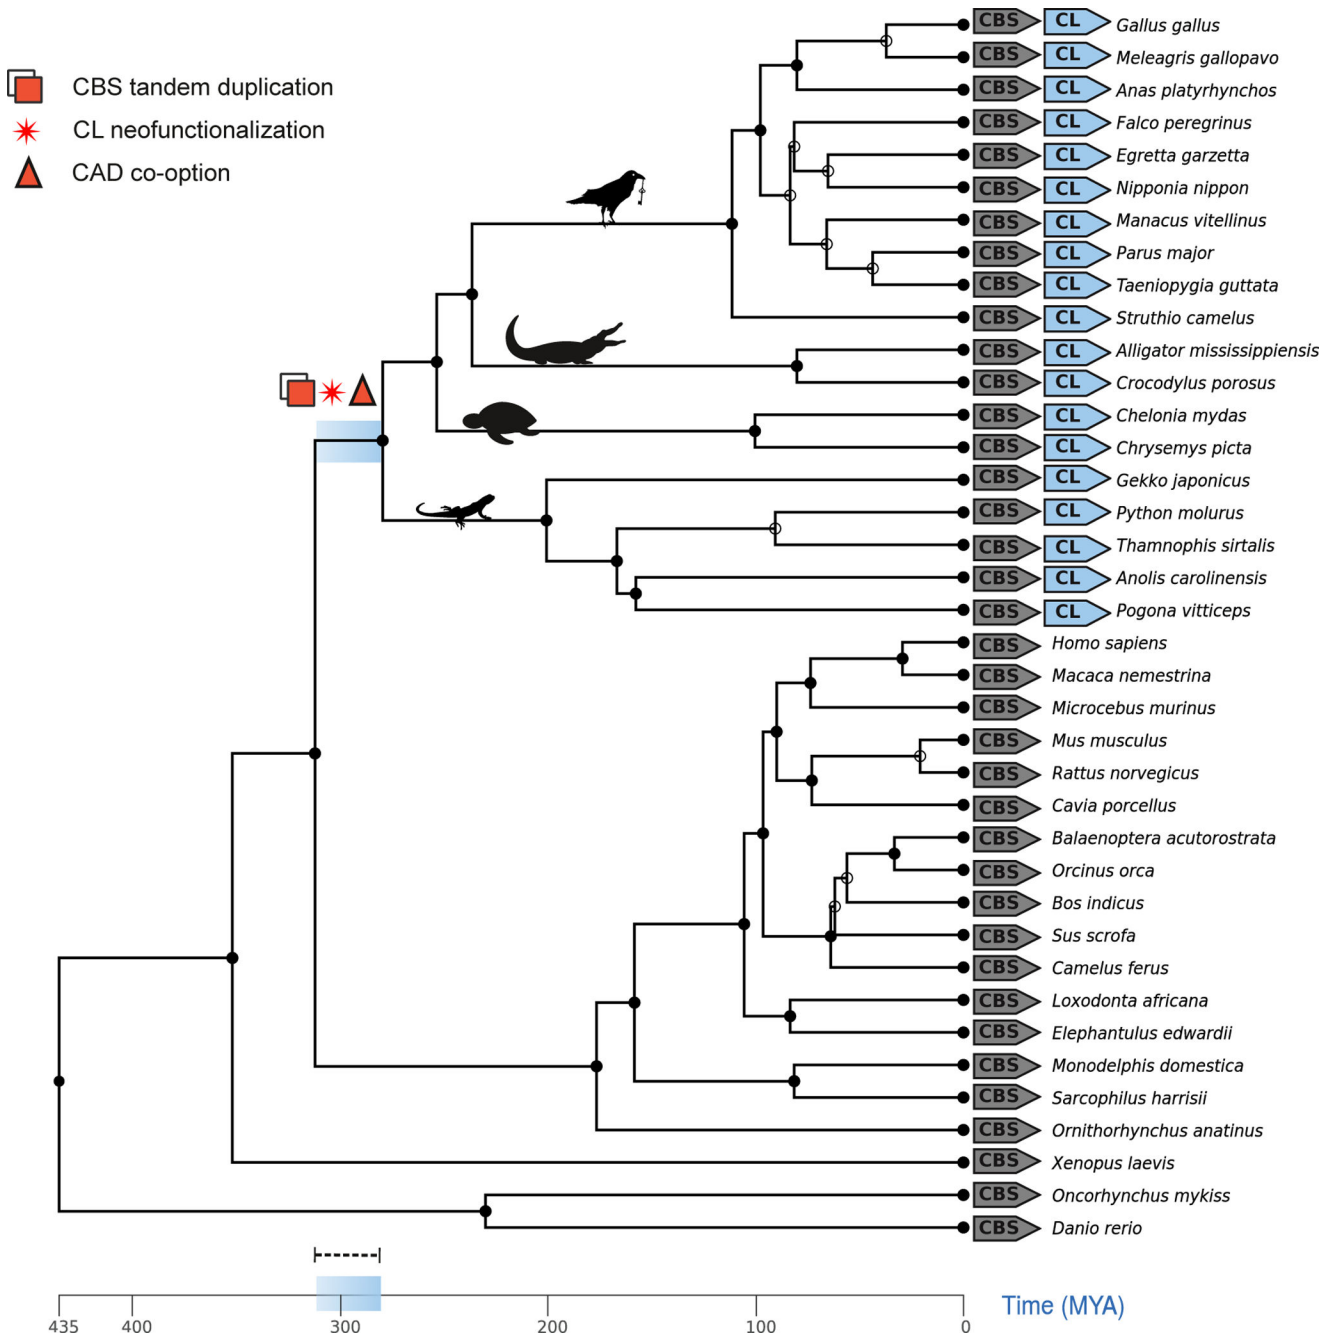 CBS tandem duplication
CL neofunctionalization
CAD co-option
CBS CL Gallus gallus
CBS CL Meleagris gallopavo
CBS CL Anas platyrhynchos
CBS CL Falco peregrinus
CBS CL Egretta garzetta
CBS CL Nipponia nippon
CBS CL Manacus vitellinus
CBS CL Parus major
CBS CL Taeniopygia guttata
CBS CL Struthio camelus
CBS CL Alligator mississippiensis
CBS CL Crocodylus porosus
CBS CL Chelonia mydas
CBS CL Chrysemys picta
CBS CL Gekko japonicus
CBS CL Python molurus
CBS CL Thamnophis sirtalis
CBS CL Anolis carolinensis
CBS CL Pogona vitticeps
CBS Homo sapiens
CBS Macaca nemestrina
CBS Microcebus murinus
CBS Mus musculus
CBS Rattus norvegicus
CBS Cavia porcellus
CBS Balaenoptera acutorostrata
CBS Orcinus orca
CBS Bos indicus
CBS Sus scrofa
CBS Camelus ferus
CBS Loxodonta africana
CBS Elephantulus edwardii
CBS Monodelphis domestica
CBS Sarcophilus harrisii
CBS Ornithorhynchus anatinus
CBS Xenopus laevis
CBS Oncorhynchus mykiss
CBS Danio rerio
435 400 300 200 100 0
Time (MYA)